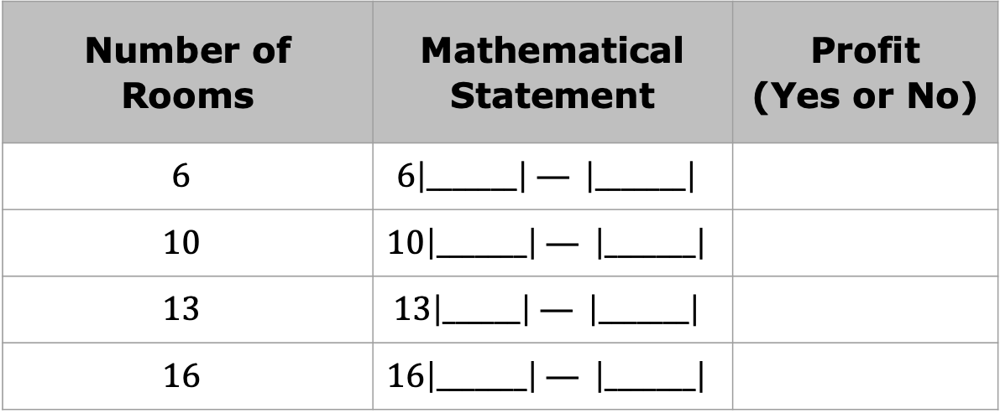 Number of
Rooms
Mathematical
Statement
Profit
(Yes or No)
6
6|_____| — |_____|
10
10|_____| — |_____|
13
13|____| — |_____|
16
16|_____| — |_____|